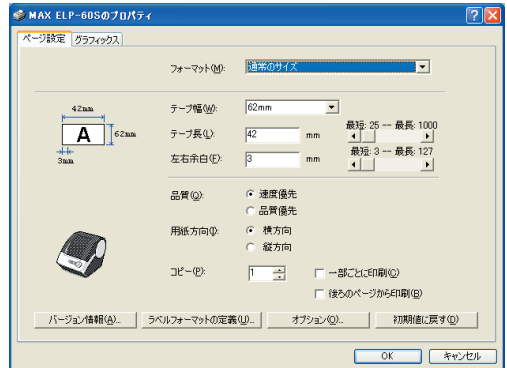 MAX ELP-60Sのプロパティ
ページ設定 グラフィックス
フォーマット(M): 通常のサイズ
テープ幅(W): 62mm
テープ長(L): 42 mm 最短: 25 -- 最長: 1000
左右余白(F): 3 mm 最短: 3 -- 最長: 127
42mm
A 62mm
3mm
品質(Q): 速度優先
品質優先
用紙方向(I): 横方向
縦方向
コピー(P): 1 一部ごとに印刷(C)
後ろのページから印刷(B)
バージョン情報(A)... ラベルフォーマットの定義(U)... オプション(O)... 初期値に戻す(D)
OK キャンセル